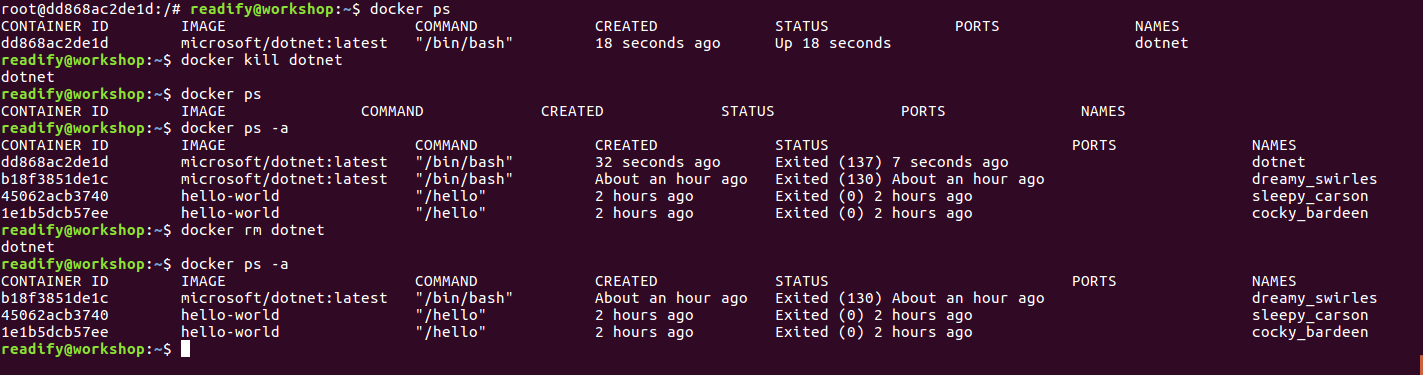 root@dd868ac2de1d:/# readify@workshop:~$ docker ps
CONTAINER ID        IMAGE                     COMMAND             CREATED             STATUS              PORTS               NAMES
dd868ac2de1d        microsoft/dotnet:latest   "/bin/bash"         18 seconds ago      Up 18 seconds                           dotnet
readify@workshop:~$ docker kill dotnet
dotnet
readify@workshop:~$ docker ps
CONTAINER ID        IMAGE               COMMAND             CREATED             STATUS              PORTS               NAMES
readify@workshop:~$ docker ps -a
CONTAINER ID        IMAGE                     COMMAND             CREATED             STATUS                           PORTS               NAMES
dd868ac2de1d        microsoft/dotnet:latest   "/bin/bash"         32 seconds ago      Exited (137) 7 seconds ago                           dotnet
b18f3851de1c        microsoft/dotnet:latest   "/bin/bash"         About an hour ago   Exited (130) About an hour ago                       dreamy_swirles
45062acb3740        hello-world               "/hello"            2 hours ago         Exited (0) 2 hours ago                               sleepy_carson
1e1b5dcb57ee        hello-world               "/hello"            2 hours ago         Exited (0) 2 hours ago                               cocky_bardeen
readify@workshop:~$ docker rm dotnet
dotnet
readify@workshop:~$ docker ps -a
CONTAINER ID        IMAGE                     COMMAND             CREATED             STATUS                           PORTS               NAMES
b18f3851de1c        microsoft/dotnet:latest   "/bin/bash"         About an hour ago   Exited (130) About an hour ago                       dreamy_swirles
45062acb3740        hello-world               "/hello"            2 hours ago         Exited (0) 2 hours ago                               sleepy_carson
1e1b5dcb57ee        hello-world               "/hello"            2 hours ago         Exited (0) 2 hours ago                               cocky_bardeen
readify@workshop:~$